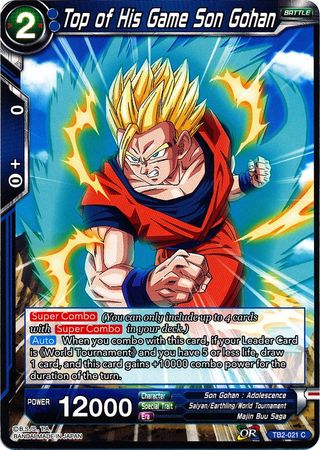 2
Top of His Game Son Gohan
BATTLE
0
0 +
Super Combo (You can only include up to 4 cards
with Super Combo in your deck.)
Auto When you combo with this card, if your Leader Card
is 《World Tournament》 and you have 5 or less life, draw
1 card, and this card gains +10000 combo power for the
duration of the turn.
POWER 12000
Character Son Gohan : Adolescence
Special Trait Saiyan/Earthling/World Tournament
Era Majin Buu Saga
©B.S./S., T.A.
BANDAI MADE IN JAPAN
TB2-021 C